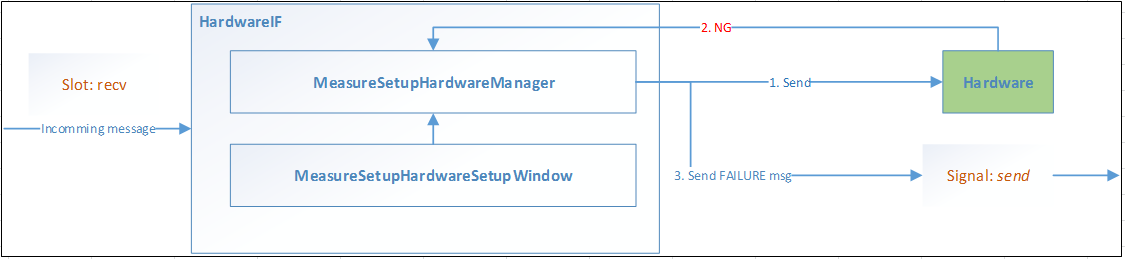 HardwareIF
2. NG
Slot: recv
MeasureSetupHardwareManager
1. Send
Hardware
Incomming message
MeasureSetupHardwareSetupWindow
3. Send FAILURE msg
Signal: send